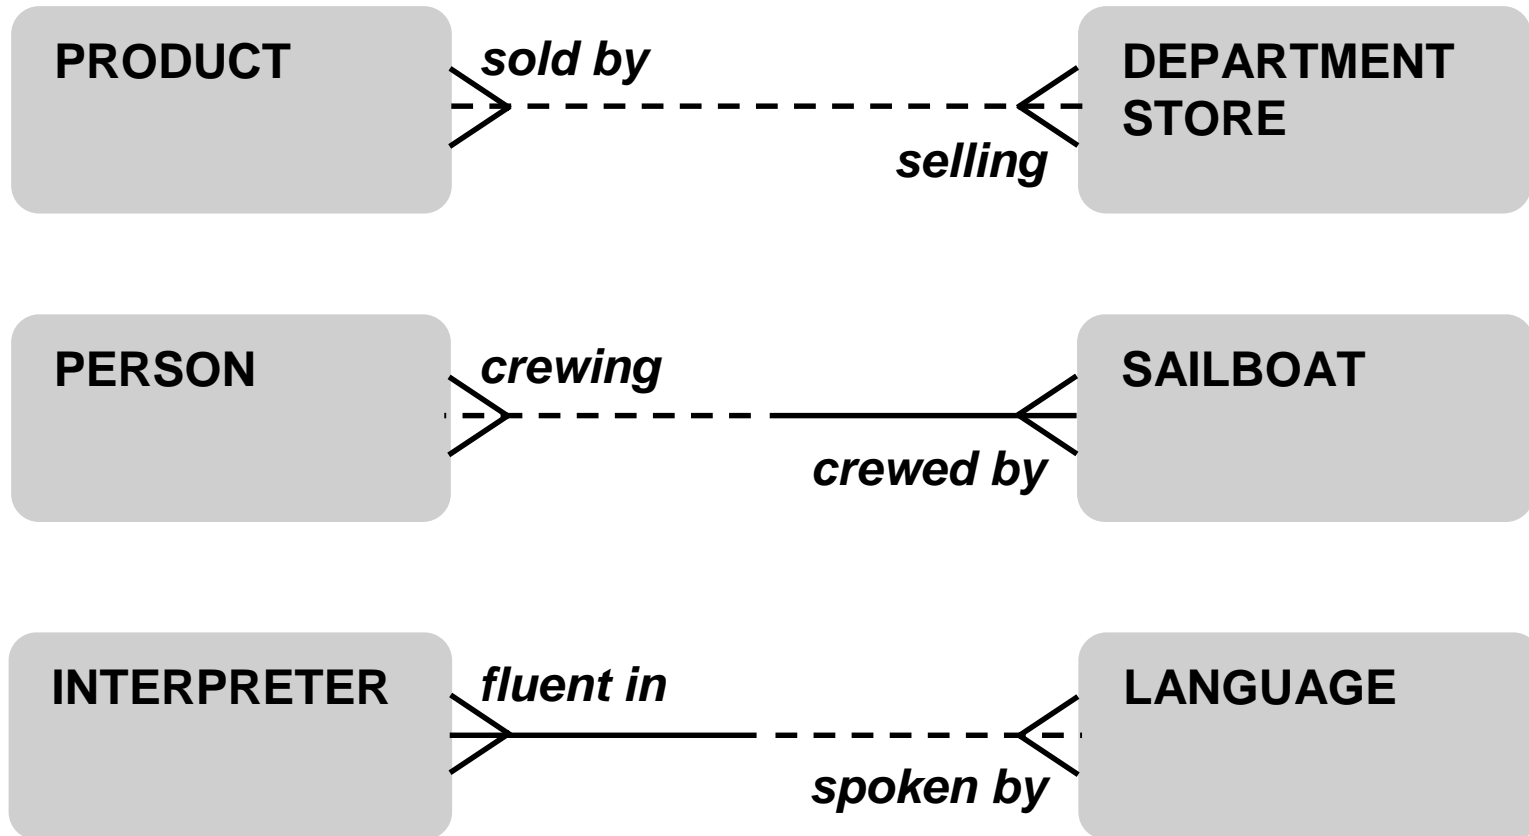 PRODUCT
sold by
DEPARTMENT
STORE
selling
PERSON
crewing
SAILBOAT
crewed by
INTERPRETER
fluent in
LANGUAGE
spoken by